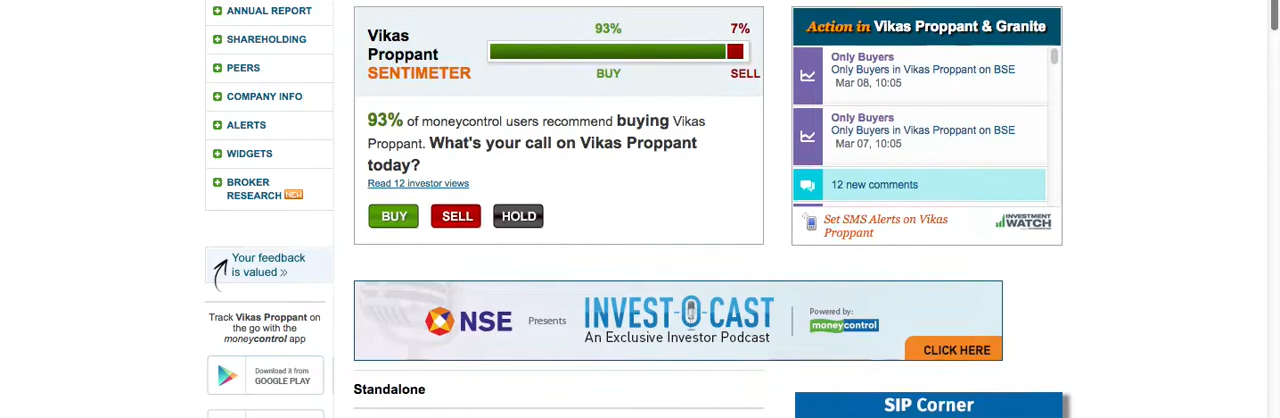 ANNUAL REPORT
SHAREHOLDING
PEERS
COMPANY INFO
ALERTS
WIDGETS
BROKER
RESEARCH NEW
Your feedback
is valued »
Track Vikas Proppant on
the go with the
moneycontrol app
Download it from
GOOGLE PLAY
Vikas
Proppant
SENTIMETER
93%
7%
BUY
SELL
93% of moneycontrol users recommend buying Vikas
Proppant. What's your call on Vikas Proppant
today?
Read 12 investor views
BUY
SELL
HOLD
Action in Vikas Proppant & Granite
Only Buyers
Only Buyers in Vikas Proppant on BSE
Mar 08, 10:05
Only Buyers
Only Buyers in Vikas Proppant on BSE
Mar 07, 10:05
12 new comments
Set SMS Alerts on Vikas
Proppant
INVESTMENT
WATCH
NSE Presents
INVEST-O-CAST
An Exclusive Investor Podcast
Powered by:
moneycontrol
CLICK HERE
Standalone
SIP Corner